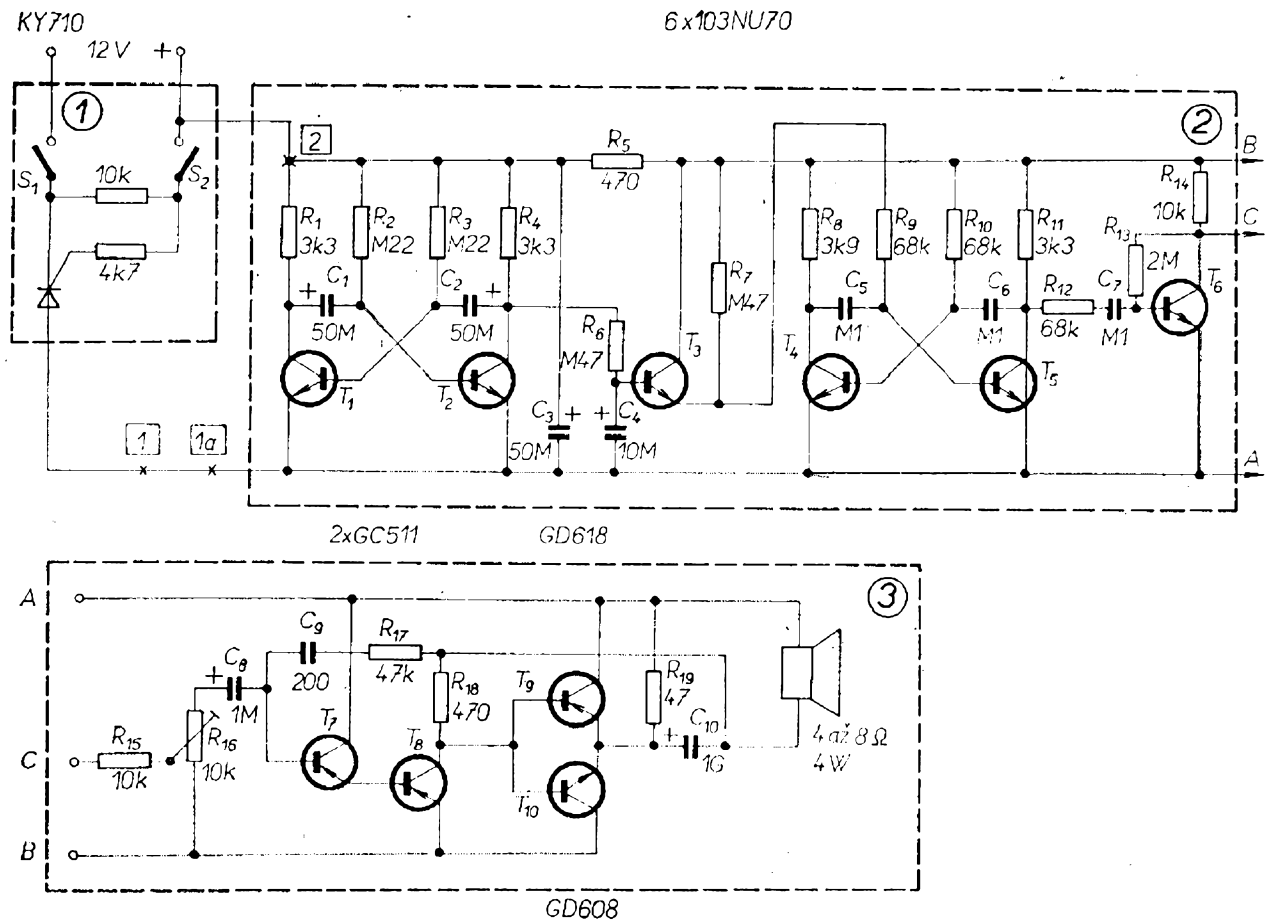 KY710
6x103NU70
12V +
1
2
S1
10k
S2
4k7
1
1a
2
R1
3k3
R2
M22
R3
M22
R4
3k3
R5
470
+
C1
50M
C2
+
50M
R6
M47
T1
T2
C3
+
50M
+
C4
10M
T3
R7
M47
R8
3k9
R9
68k
R10
68k
R11
3k3
C5
M1
C6
M1
R12
68k
C7
M1
R13
2M
R14
10k
T4
T5
T6
B
C
A
2xGC511
GD618
3
A
C
B
R15
10k
R16
10k
+
C8
1M
C9
200
R17
47k
R18
470
T7
T8
T9
T10
R19
47
+
C10
1G
4 až 8 Ω
4W
GD608